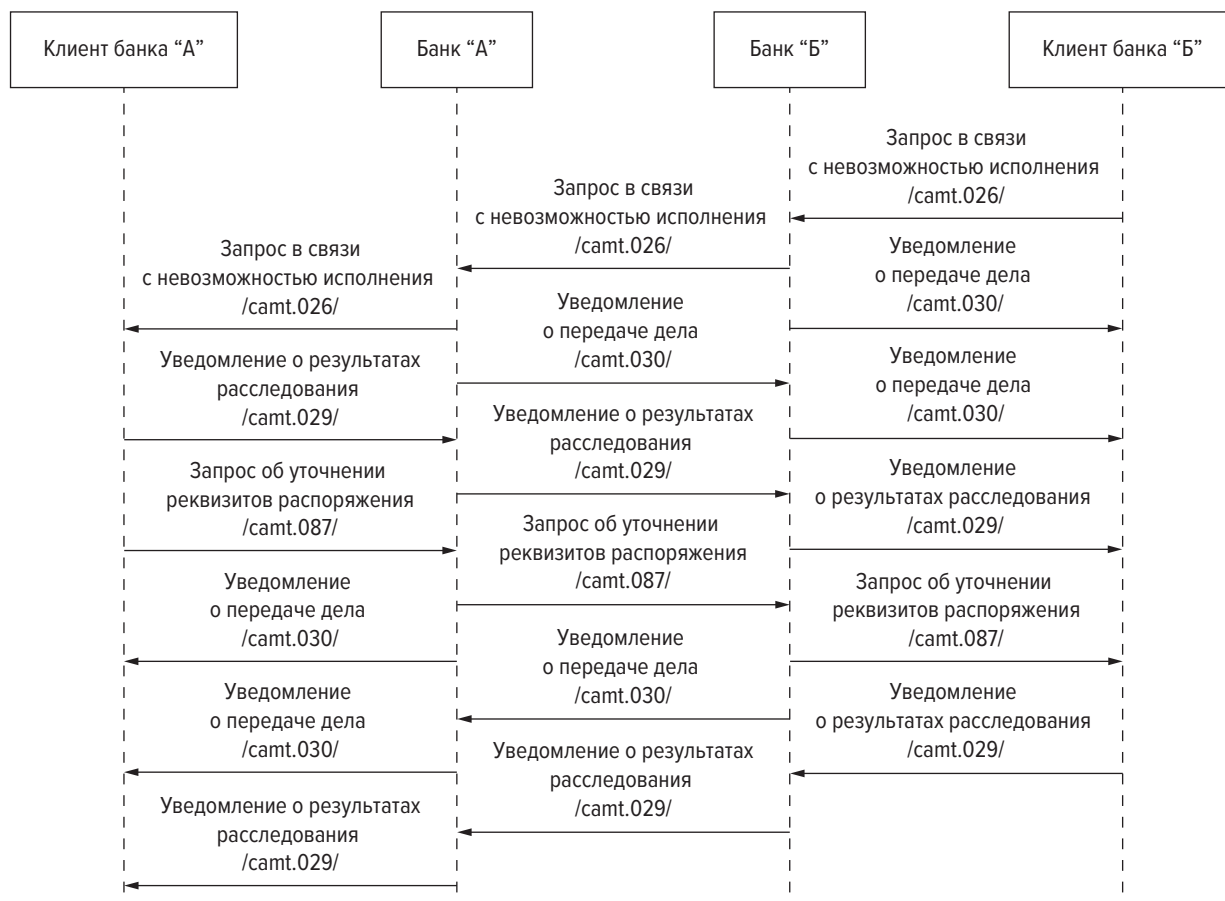 Клиент банка “А”
Банк “А”
Банк “Б”
Клиент банка “Б”
Запрос в связи
с невозможностью исполнения
/camt.026/
Запрос в связи
с невозможностью исполнения
/camt.026/
Запрос в связи
с невозможностью исполнения
/camt.026/
Уведомление
о передаче дела
/camt.030/
Уведомление
о передаче дела
/camt.030/
Уведомление о результатах
расследования
/camt.029/
Уведомление
о передаче дела
/camt.030/
Уведомление о результатах
расследования
/camt.029/
Запрос об уточнении
реквизитов распоряжения
/camt.087/
Уведомление
о результатах расследования
/camt.029/
Запрос об уточнении
реквизитов распоряжения
/camt.087/
Уведомление
о передаче дела
/camt.030/
Запрос об уточнении
реквизитов распоряжения
/camt.087/
Уведомление
о передаче дела
/camt.030/
Уведомление
о передаче дела
/camt.030/
Уведомление
о результатах расследования
/camt.029/
Уведомление о результатах
расследования
/camt.029/
Уведомление о результатах
расследования
/camt.029/